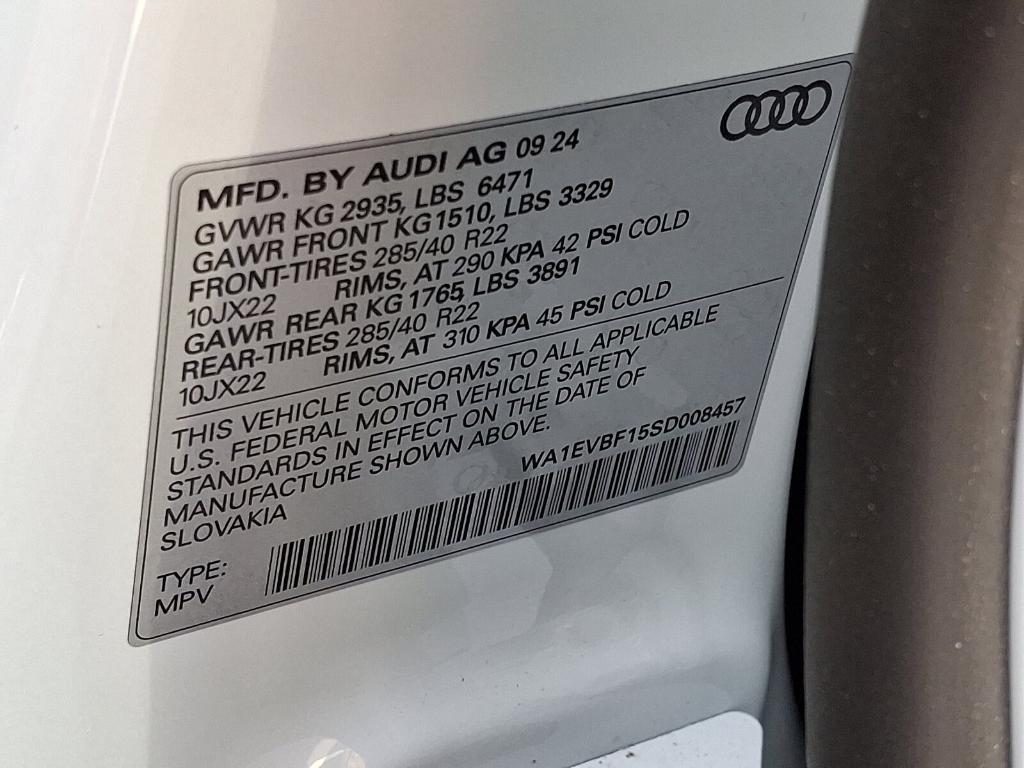 MFD. BY AUDI AG 09 24
GVWR KG 2935, LBS 6471
GAWR FRONT KG1510, LBS 3329
FRONT-TIRES 285/40 R22
10JX22 RIMS, AT 290 KPA 42 PSI COLD
GAWR REAR KG 1765, LBS 3891
REAR-TIRES 285/40 R22
10JX22 RIMS, AT 310 KPA 45 PSI COLD
THIS VEHICLE CONFORMS TO ALL APPLICABLE
U.S. FEDERAL MOTOR VEHICLE SAFETY
STANDARDS IN EFFECT ON THE DATE OF
MANUFACTURE SHOWN ABOVE.
SLOVAKIA
WA1EVBF15SD008457
TYPE:
MPV